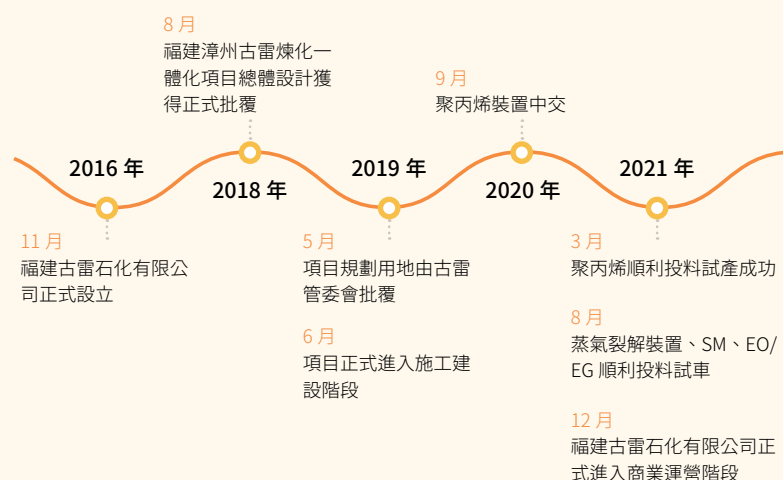 2016 年
11 月
福建古雷石化有限公
司正式設立
8 月
福建漳州古雷煉化一
體化項目總體設計獲
得正式批覆
2018 年
2019 年
5 月
項目規劃用地由古雷
管委會批覆
6 月
項目正式進入施工建
設階段
9 月
聚丙烯裝置中交
2020 年
2021 年
3 月
聚丙烯順利投料試產成功
8 月
蒸氣裂解裝置、SM、EO/
EG 順利投料試車
12 月
福建古雷石化有限公司正
式進入商業運營階段